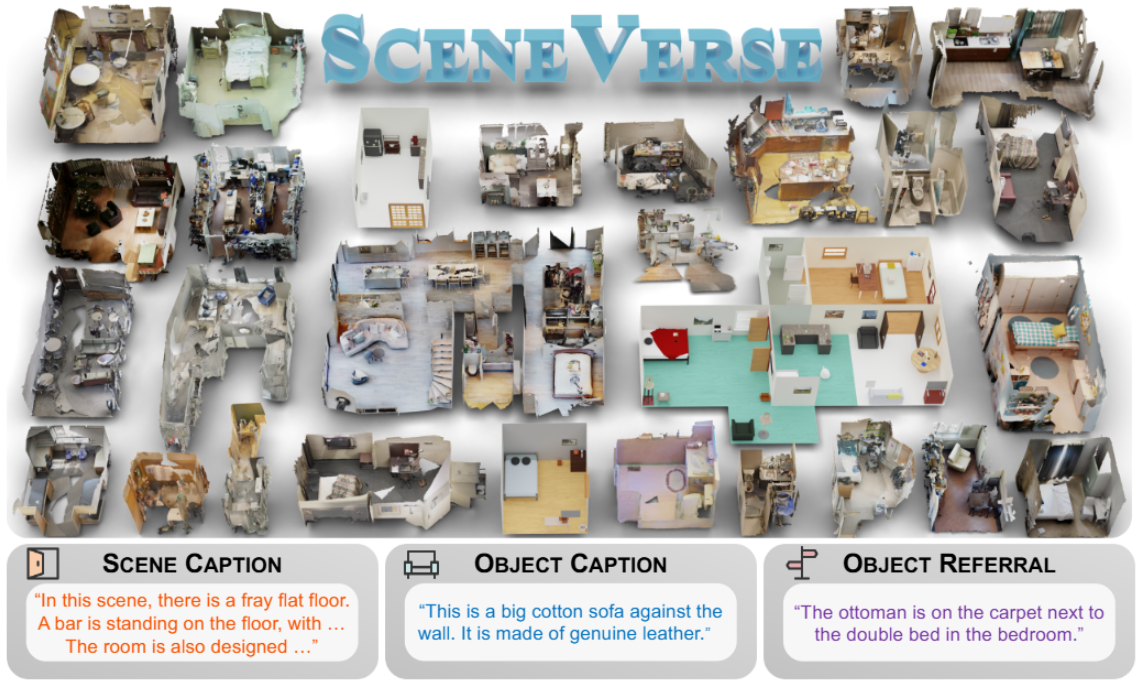 SCENEVERSE
SCENE CAPTION
“In this scene, there is a fray flat floor.
A bar is standing on the floor, with ...
The room is also designed ...”
OBJECT CAPTION
“This is a big cotton sofa against the
wall. It is made of genuine leather.”
OBJECT REFERRAL
“The ottoman is on the carpet next to
the double bed in the bedroom.”